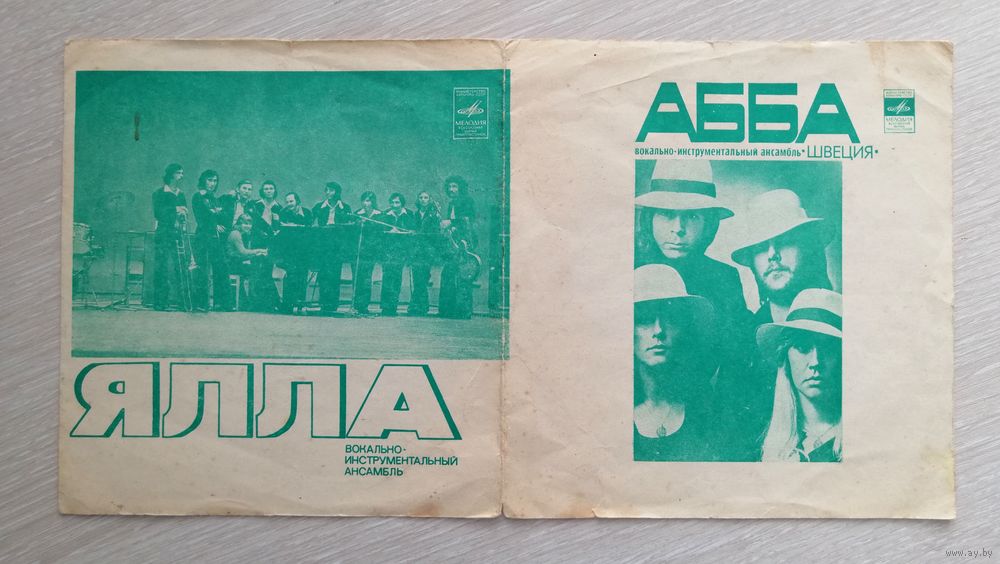 МЕЛОДИЯ
ЯЛЛА
ВОКАЛЬНО-
ИНСТРУМЕНТАЛЬНЫЙ
АНСАМБЛЬ
АББА
вокально-инструментальный ансамбль •ШВЕЦИЯ•
МЕЛОДИЯ
www.ay.by